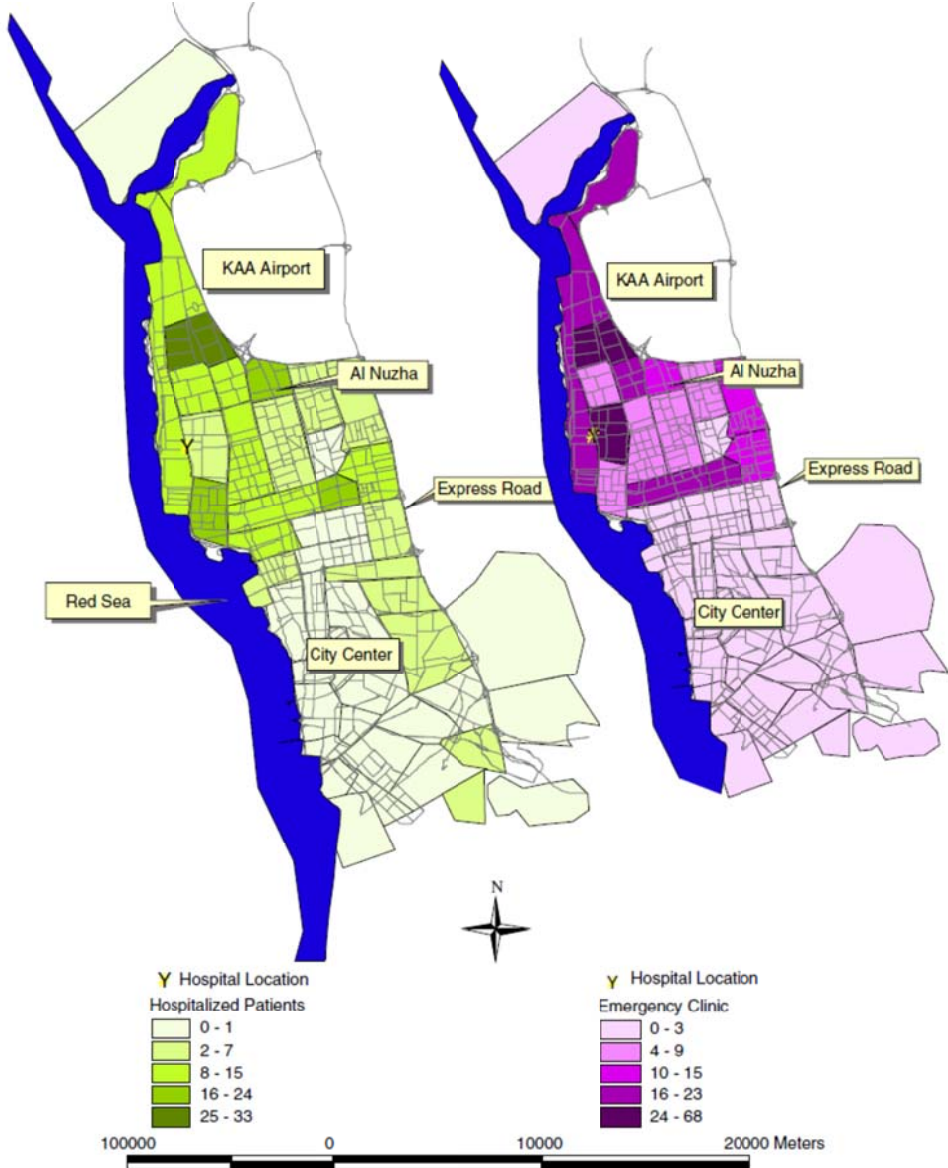 KAA Airport
Al Nuzha
Express Road
Red Sea
City Center
KAA Airport
Al Nuzha
Express Road
City Center
N
Y Hospital Location
Hospitalized Patients
0 - 1
2 - 7
8 - 15
16 - 24
25 - 33
Y Hospital Location
Emergency Clinic
0 - 3
4 - 9
10 - 15
16 - 23
24 - 68
100000 0 10000 20000 Meters